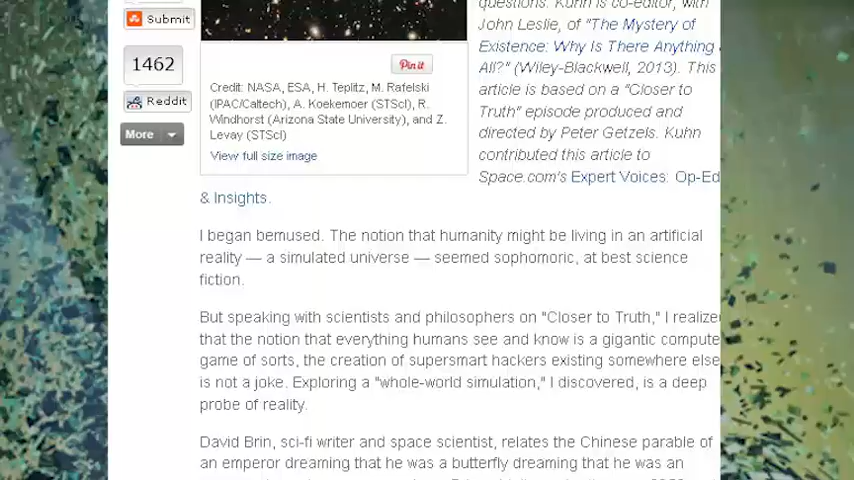 questions. Kuhn is co-editor, with
John Leslie, of "The Mystery of
Existence: Why Is There Anything
All?" (Wiley-Blackwell, 2013). This
article is based on a "Closer to
Truth" episode produced and
directed by Peter Getzels. Kuhn
contributed this article to
Space.com's Expert Voices: Op-Ed
& Insights.
Submit
1462
Reddit
More
Pin it
Credit: NASA, ESA, H. Teplitz, M. Rafelski
(IPAC/Caltech), A. Koekemoer (STScI), R.
Windhorst (Arizona State University), and Z.
Levay (STScI)
View full size image
I began bemused. The notion that humanity might be living in an artificial
reality — a simulated universe — seemed sophomoric, at best science
fiction.
But speaking with scientists and philosophers on "Closer to Truth," I realize
that the notion that everything humans see and know is a gigantic compute
game of sorts, the creation of supersmart hackers existing somewhere else
is not a joke. Exploring a "whole-world simulation," I discovered, is a deep
probe of reality.
David Brin, sci-fi writer and space scientist, relates the Chinese parable of
an emperor dreaming that he was a butterfly dreaming that he was an